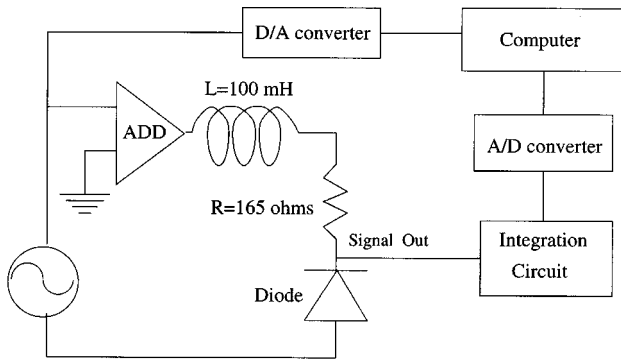 D/A converter
Computer
L=100 mH
ADD
A/D converter
R=165 ohms
Signal Out
Integration
Circuit
Diode